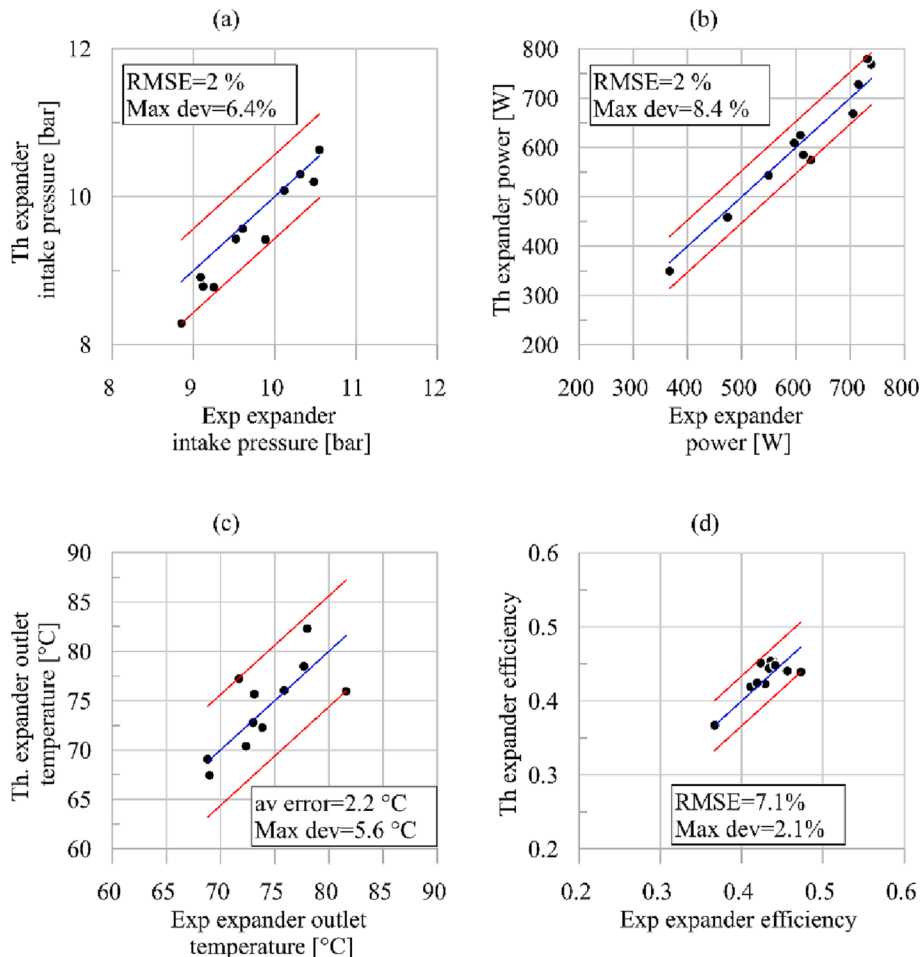 (a)
12
10
8
RMSE=2 %
Max dev=6.4%
Th expander
intake pressure [bar]
8 9 10 11 12
Exp expander
intake pressure [bar]
(b)
800
700
600
500
400
300
200
RMSE=2 %
Max dev=8.4 %
Th expander power [W]
200 300 400 500 600 700 800
Exp expander
power [W]
(c)
90
85
80
75
70
65
60
Th. expander outlet
temperature [°C]
av error=2.2 °C
Max dev=5.6 °C
60 65 70 75 80 85 90
Exp expander outlet
temperature [°C]
(d)
0.6
0.5
0.4
0.3
0.2
Th expander efficiency
RMSE=7.1%
Max dev=2.1%
0.2 0.3 0.4 0.5 0.6
Exp expander efficiency